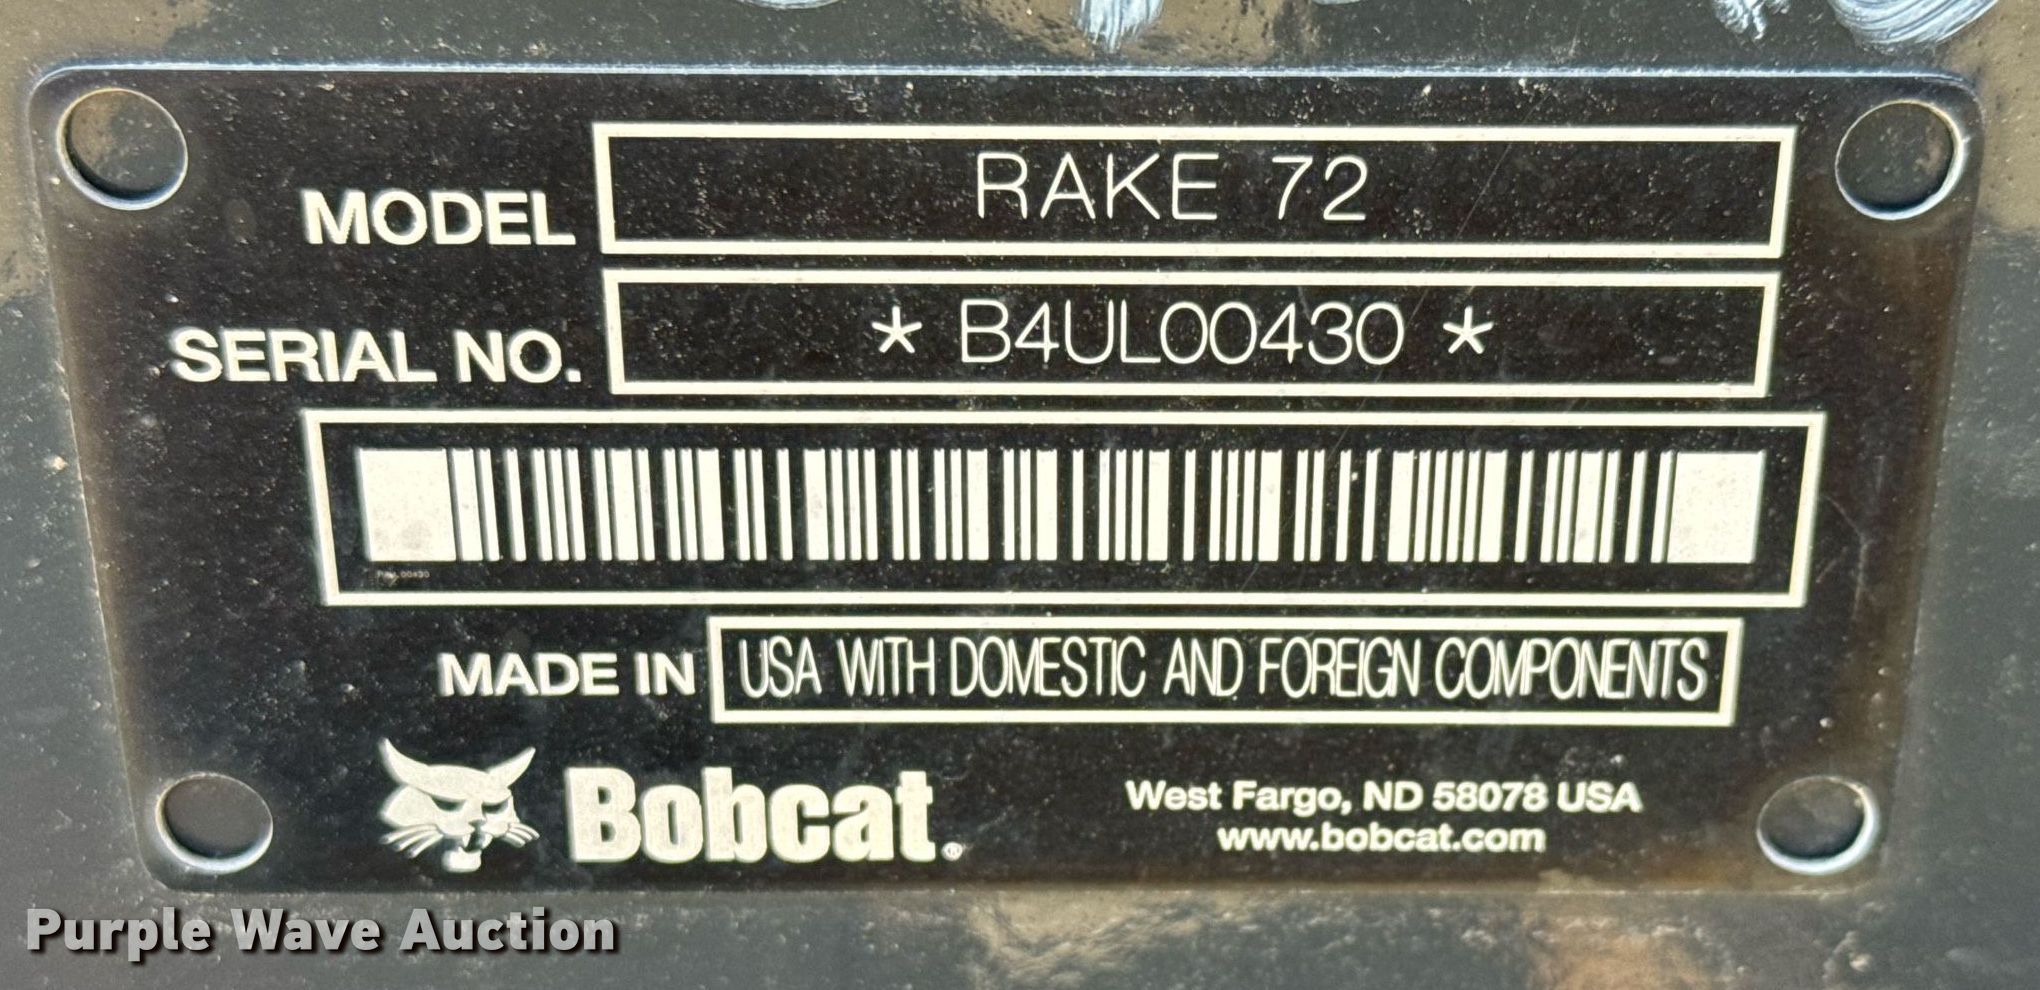 MODEL RAKE 72
SERIAL NO. * B4UL00430 *
B4UL00430
MADE IN USA WITH DOMESTIC AND FOREIGN COMPONENTS
Bobcat®
West Fargo, ND 58078 USA
www.bobcat.com
Purple Wave Auction